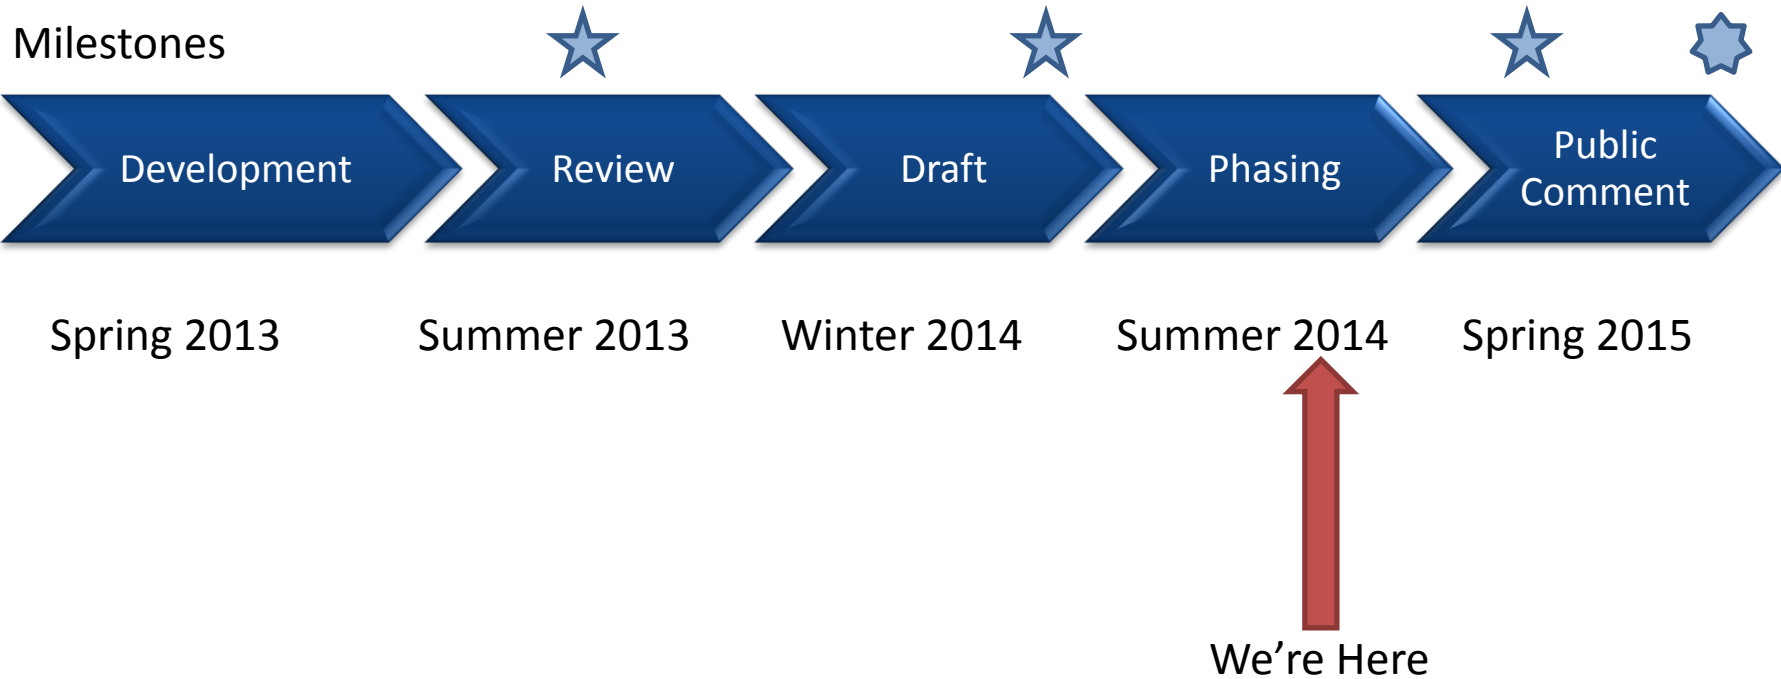 Milestones
Development
Review
Draft
Phasing
Public
Comment
Spring 2013
Summer 2013
Winter 2014
Summer 2014
Spring 2015
We’re Here